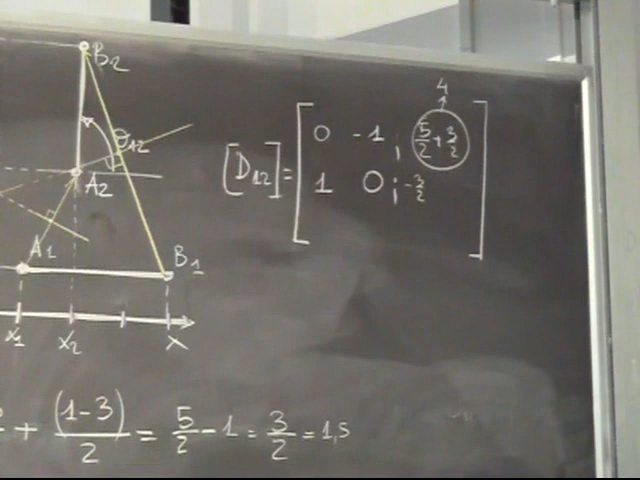 B2
4
θ12
[D12] = [ 0 -1 ¦ 5/2 + 3/2
1 0 ¦ -3/2 ]
A2
A1
B1
x1 x2 x
+ (1-3)/2 = 5/2 - 1 = 3/2 = 1,5